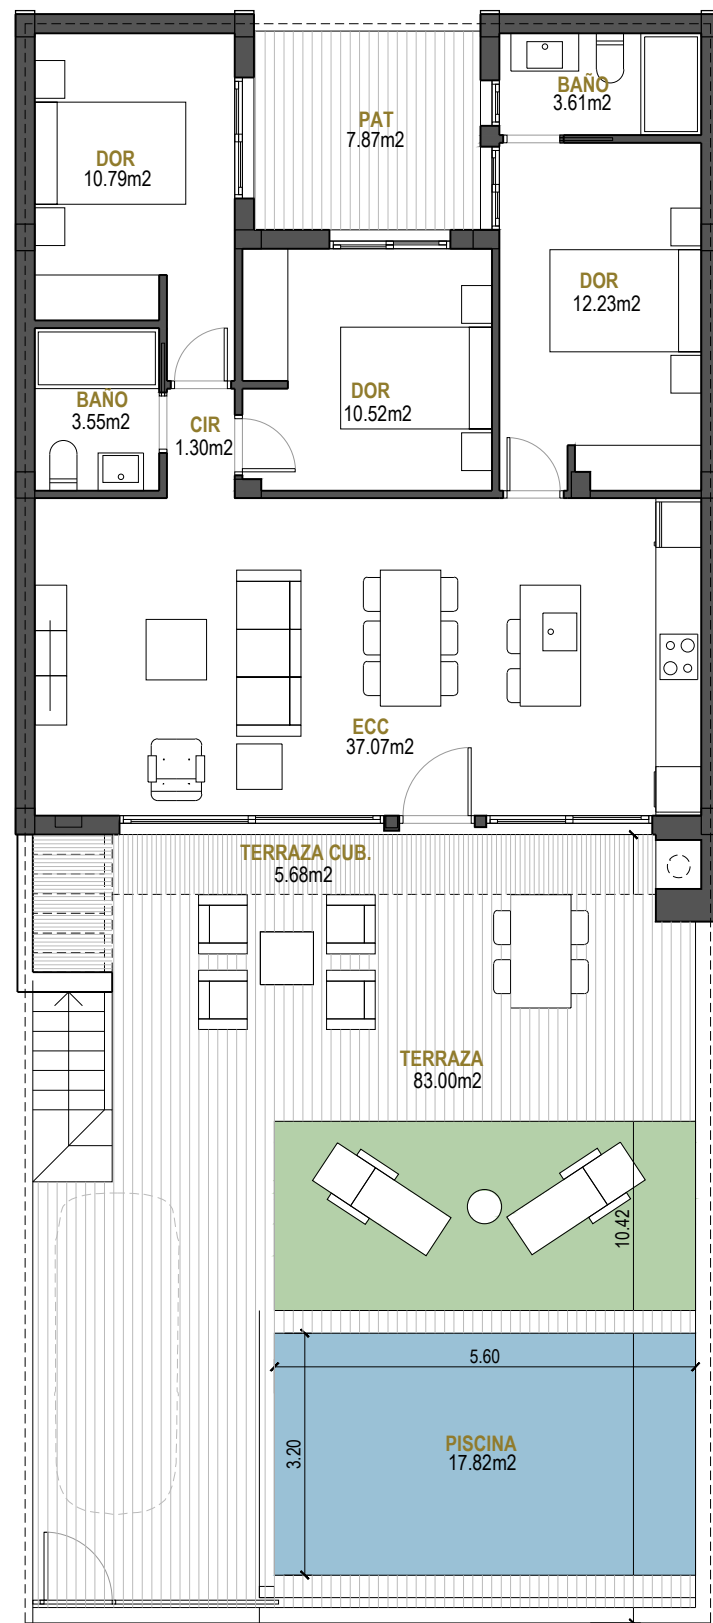 BAÑO
3.61m2
PAT
7.87m2
DOR
10.79m2
DOR
12.23m2
DOR
10.52m2
BAÑO
3.55m2
CIR
1.30m2
ECC
37.07m2
TERRAZA CUB.
5.68m2
TERRAZA
83.00m2
10.42
5.60
3.20
PISCINA
17.82m2